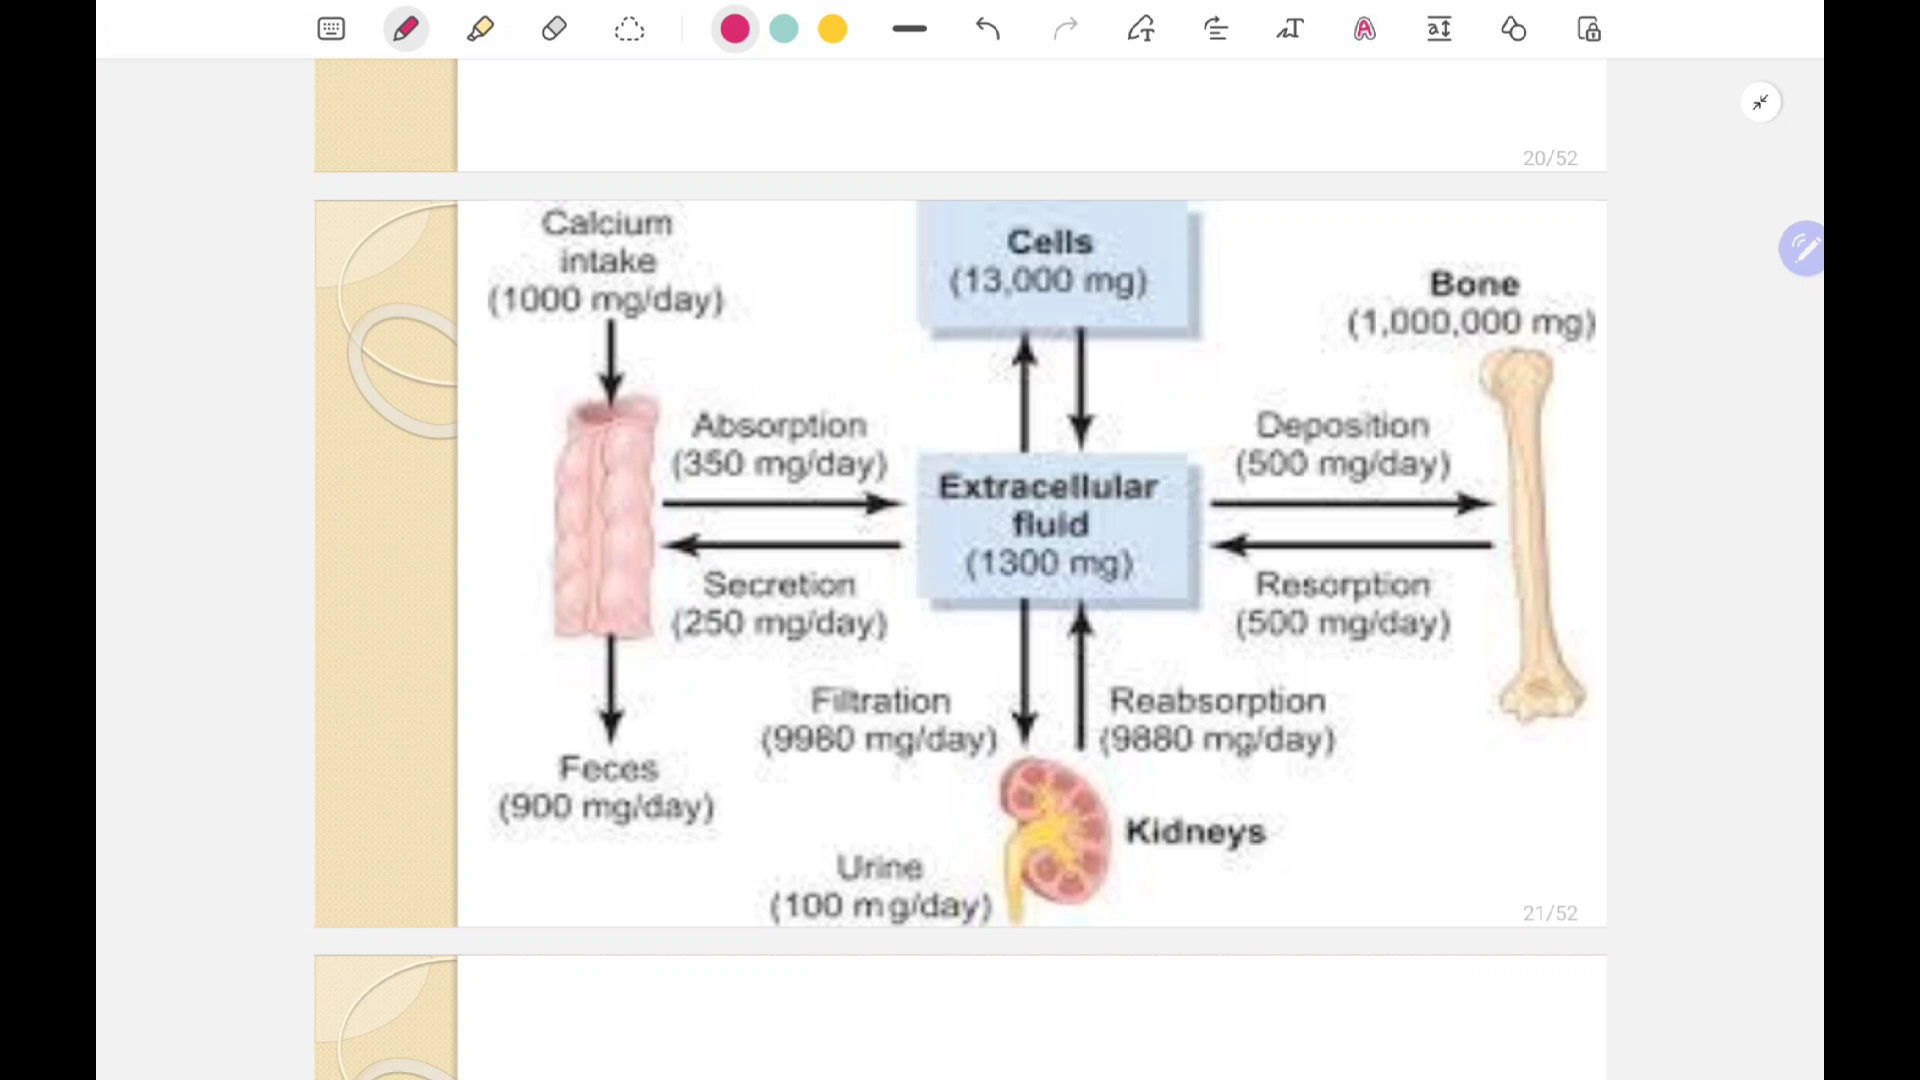 20/52
Calcium
intake
(1000 mg/day)
Cells
(13,000 mg)
Bone
(1,000,000 mg)
Absorption
(350 mg/day)
Deposition
(500 mg/day)
Extracellular
fluid
(1300 mg)
Secretion
(250 mg/day)
Resorption
(500 mg/day)
Filtration
(9980 mg/day)
Reabsorption
(9880 mg/day)
Feces
(900 mg/day)
Kidneys
Urine
(100 mg/day)
21/52